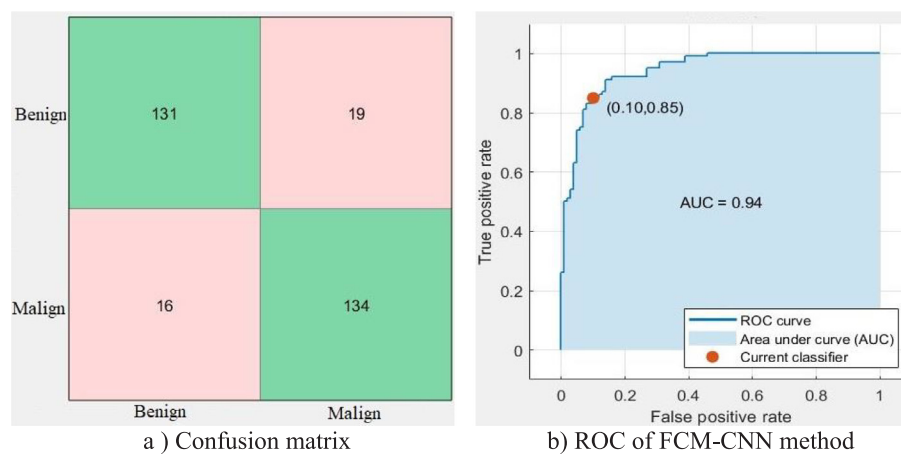 Benign
131
19
Malign
16
134
Benign
Malign
a ) Confusion matrix
1
0.8
0.6
0.4
0.2
0
True positive rate
(0.10,0.85)
AUC = 0.94
ROC curve
Area under curve (AUC)
Current classifier
0
0.2
0.4
0.6
0.8
1
False positive rate
b) ROC of FCM-CNN method